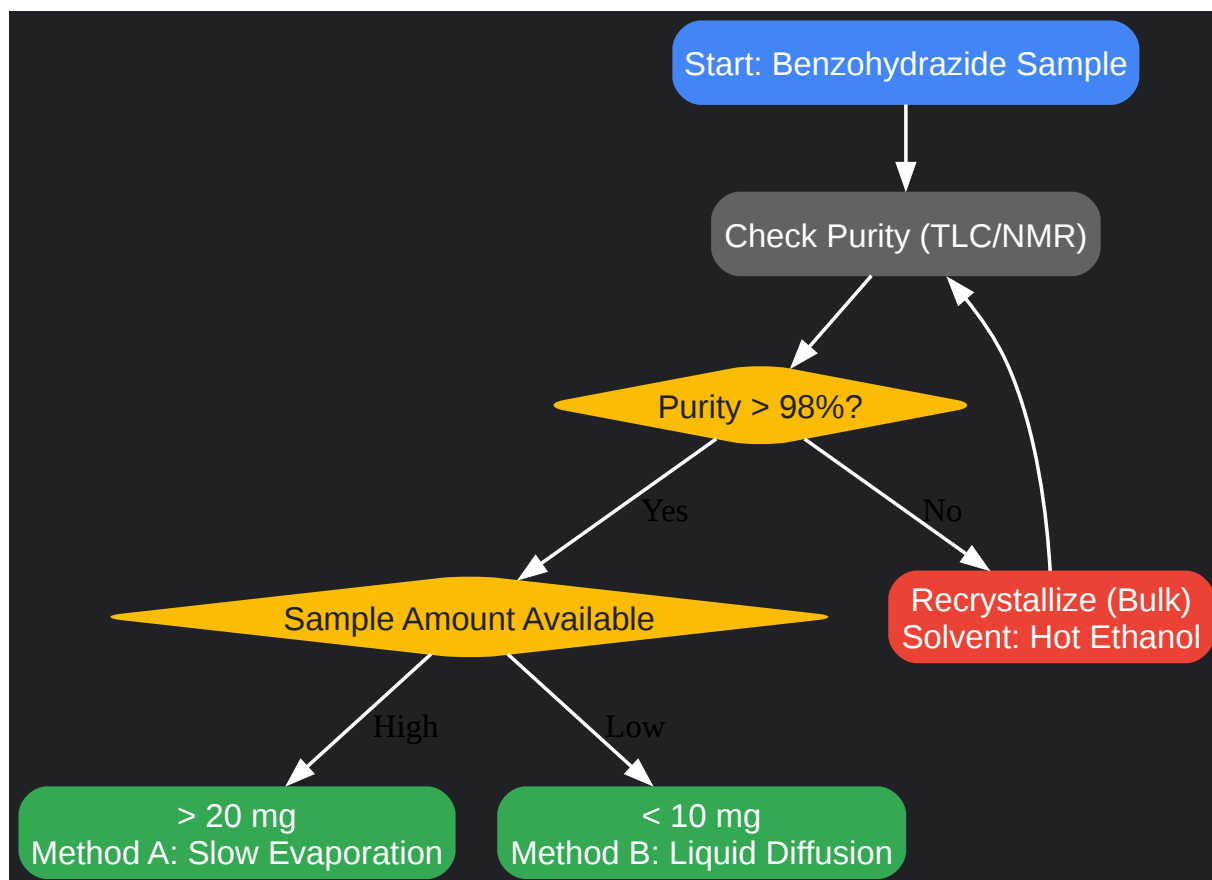 Start: Benzohydrazide Sample
Check Purity (TLC/NMR)
Purity > 98%?
Yes
No
Sample Amount Available
Recrystallize (Bulk)
Solvent: Hot Ethanol
High
Low
> 20 mg
Method A: Slow Evaporation
< 10 mg
Method B: Liquid Diffusion